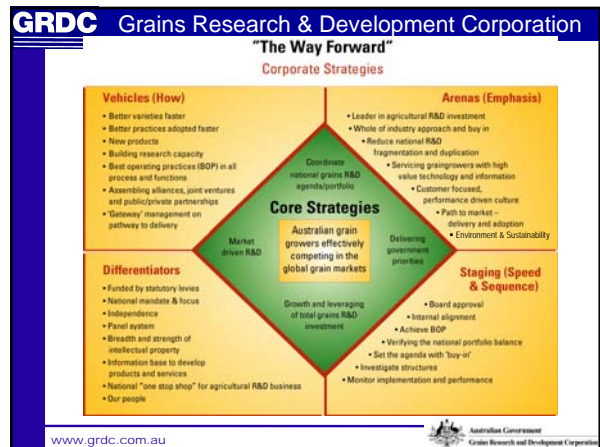 GRDC Grains Research & Development Corporation
"The Way Forward"
Corporate Strategies
Vehicles (How)
• Better varieties faster
• Better practices adopted faster
• New products
• Building research capacity
• Best operating practices (BOP) in all
process and functions
• Assembling alliances, joint ventures
and public/private partnerships
• 'Gateway' management on
pathway to delivery
Arenas (Emphasis)
• Leader in agricultural R&D investment
• Whole of industry approach and buy in
• Reduce national R&D
fragmentation and duplication
• Servicing graingrowers with high
value technology and information
• Customer focused,
performance driven culture
• Path to market –
delivery and adoption
• Environment & Sustainability
Coordinate
national grains R&D
agenda/portfolio
Core Strategies
Australian grain
growers effectively
competing in the
global grain markets
Market
driven R&D
Delivering
government
priorities
Growth and leveraging
of total grains R&D
investment
Differentiators
• Funded by statutory levies
• National mandate & focus
• Independence
• Panel system
• Breadth and strength of
intellectual property
• Information base to develop
products and services
• National "one stop shop" for agricultural R&D business
• Our people
Staging (Speed
& Sequence)
• Board approval
• Internal alignment
• Achieve BOP
• Verifying the national portfolio balance
• Set the agenda with 'buy-in'
• Investigate structures
• Monitor implementation and performance
www.grdc.com.au
Australian Government
Grains Research and Development Corporation